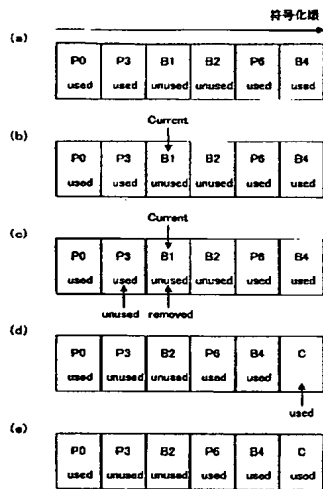 符号化順
(a)
P0 P3 B1 B2 P6 B4
used used unused unused used used
Current
(b)
P0 P3 B1 B2 P6 B4
used used unused unused used used
Current
(c)
P0 P3 B1 B2 P6 B4
used used unused unused used used
unused removed
(d)
P0 P3 B2 P6 B4 C
used unused unused used used
used
(e)
P0 P3 B2 P6 B4 C
used unused unused used used used